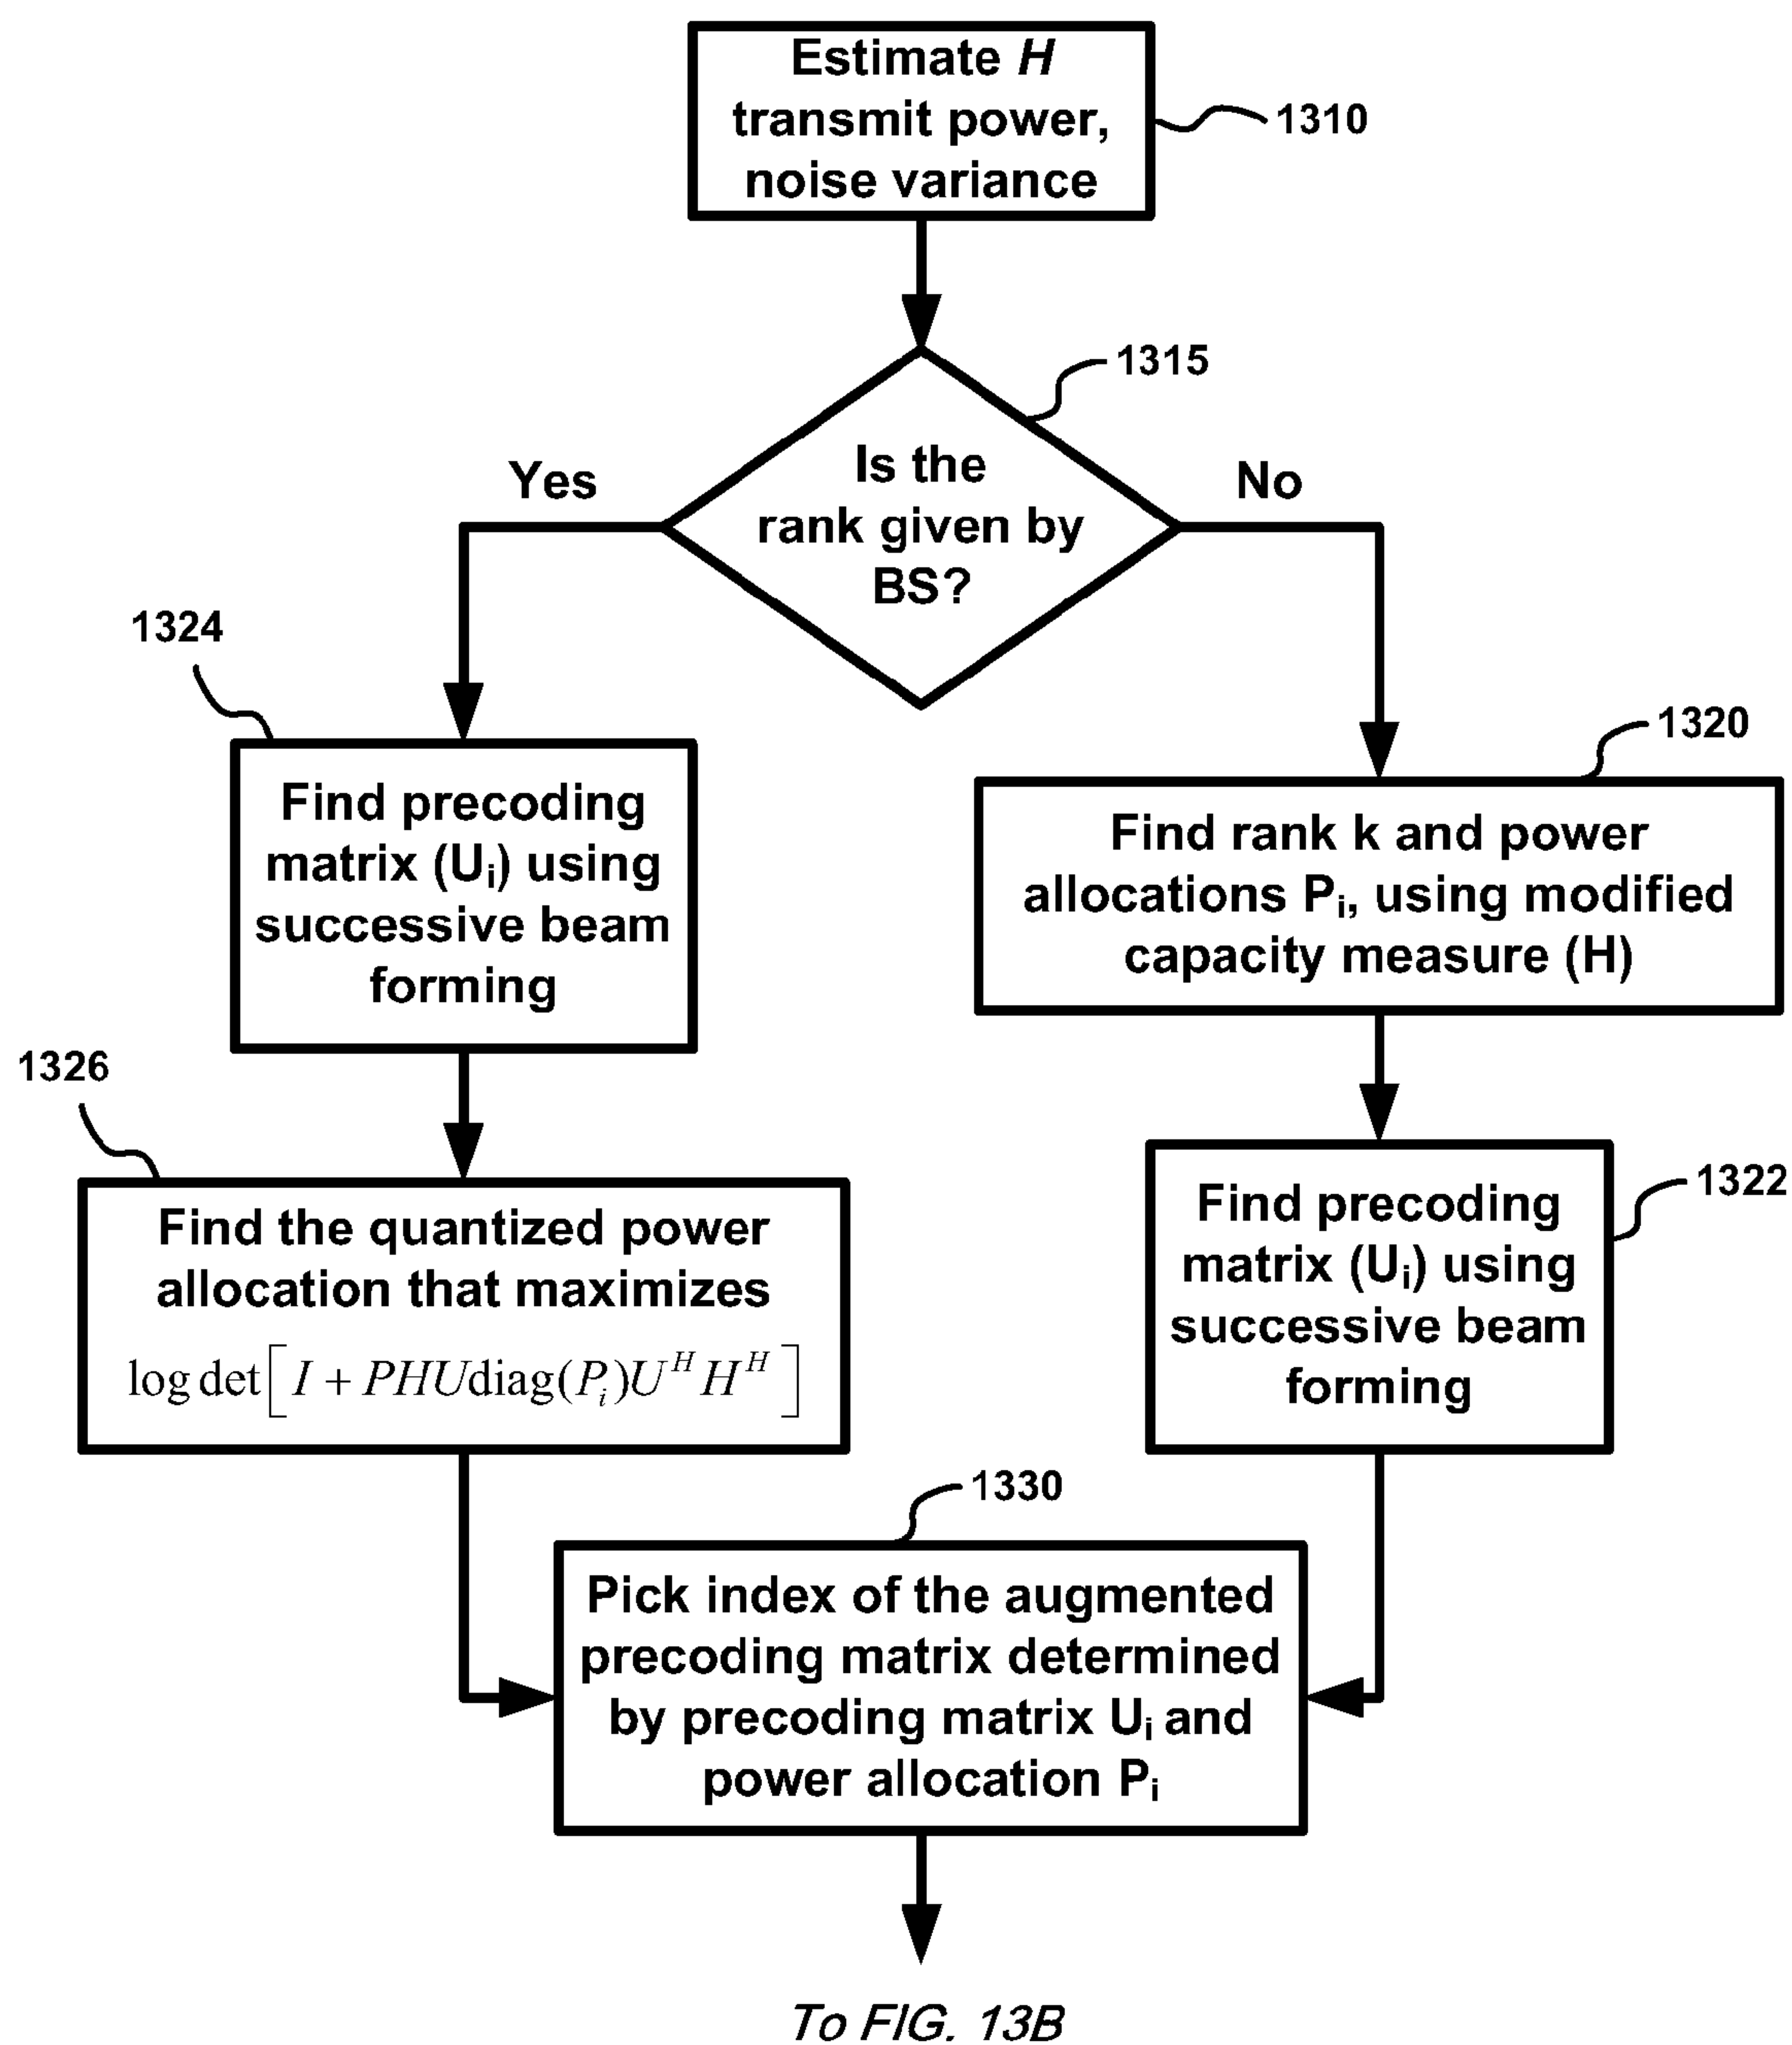 Estimate H
transmit power,
noise variance
1310
1315
Is the
rank given by
BS?
Yes
No
1324
Find precoding
matrix (Ui) using
successive beam
forming
1320
Find rank k and power
allocations Pi, using modified
capacity measure (H)
1326
Find the quantized power
allocation that maximizes
log det[I + PHUdiag(Pi)U^H H^H]
1322
Find precoding
matrix (Ui) using
successive beam
forming
1330
Pick index of the augmented
precoding matrix determined
by precoding matrix Ui and
power allocation Pi
To FIG. 13B